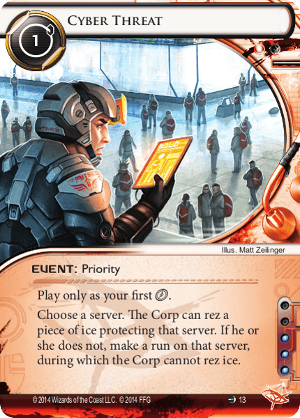 Cyber Threat
1
Illus. Matt Zeilinger
EVENT: Priority
Play only as your first
Choose a server. The Corp can rez a
piece of ice protecting that server. If he or
she does not, make a run on that server,
during which the Corp cannot rez ice.
© 2014 Wizards of the Coast LLC. © 2014 FFG
13